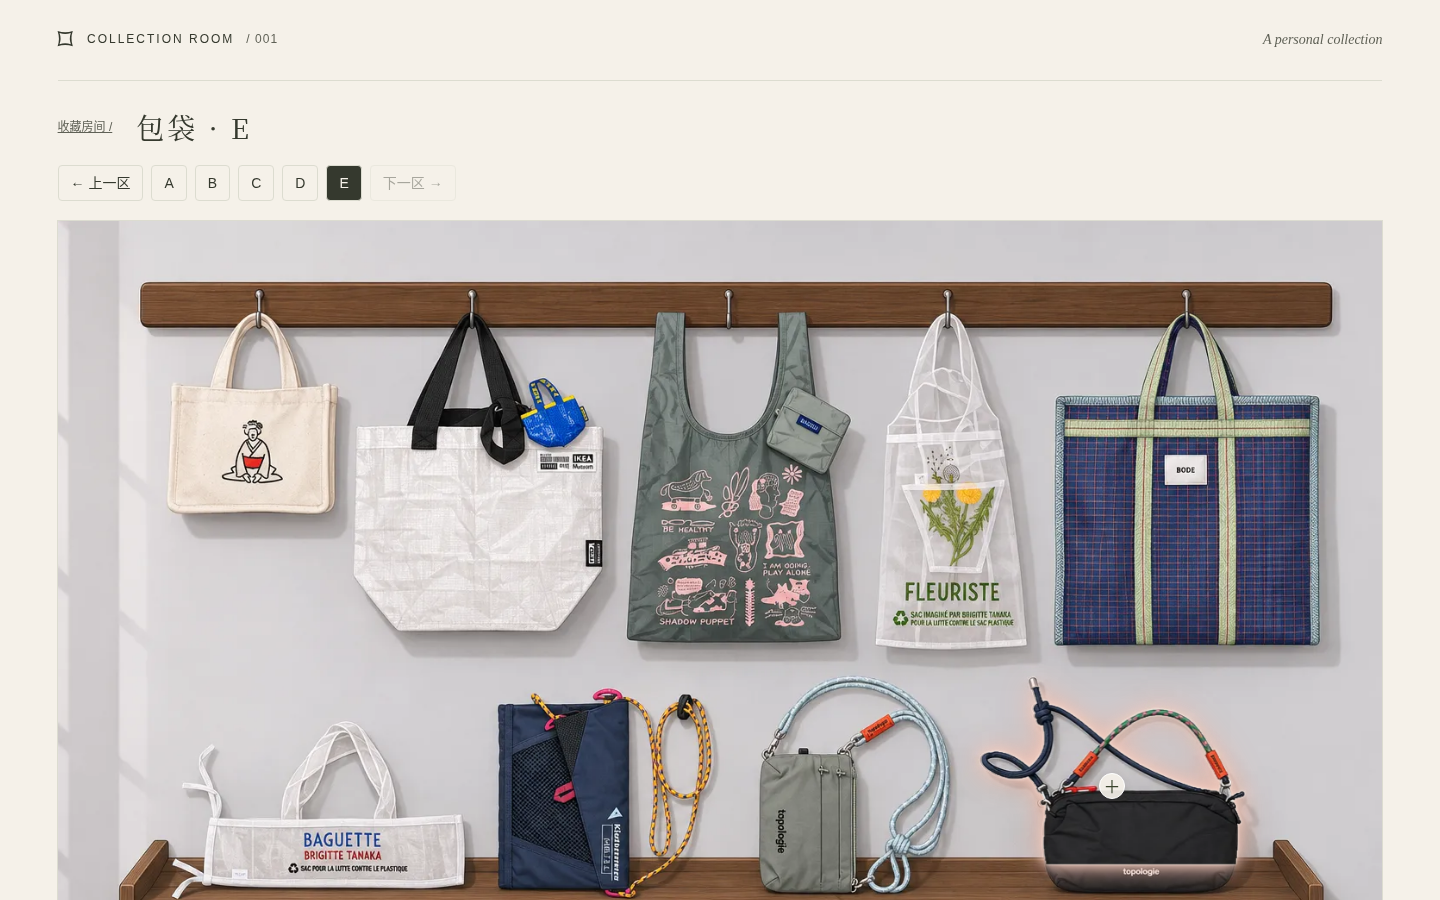 COLLECTION ROOM / 001
A personal collection
收藏房间 /
包袋 · E
← 上一区
A
B
C
D
E
下一区 →
IKEA
Museum
BAGGU
BE HEALTHY
I AM GOING
PLAY ALONE
SHADOW PUPPET
FLEURISTE
SAC IMAGINÉ PAR BRIGITTE TANAKA
POUR LA LUTTE CONTRE LE SAC PLASTIQUE
BODE
BAGUETTE
BRIGITTE TANAKA
SAC POUR LA LUTTE CONTRE LE PLASTIQUE
topologie
topologie